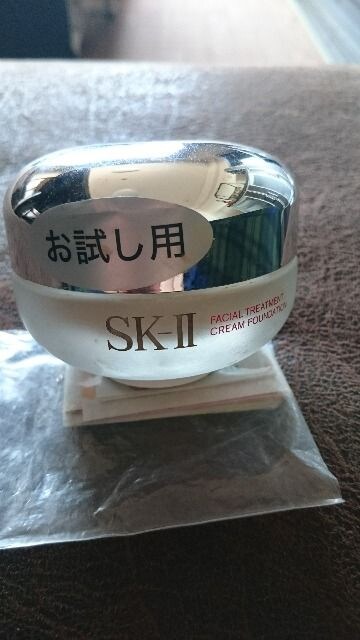 お試し用
SK-II
FACIAL TREATMENT
CREAM FOUNDATION